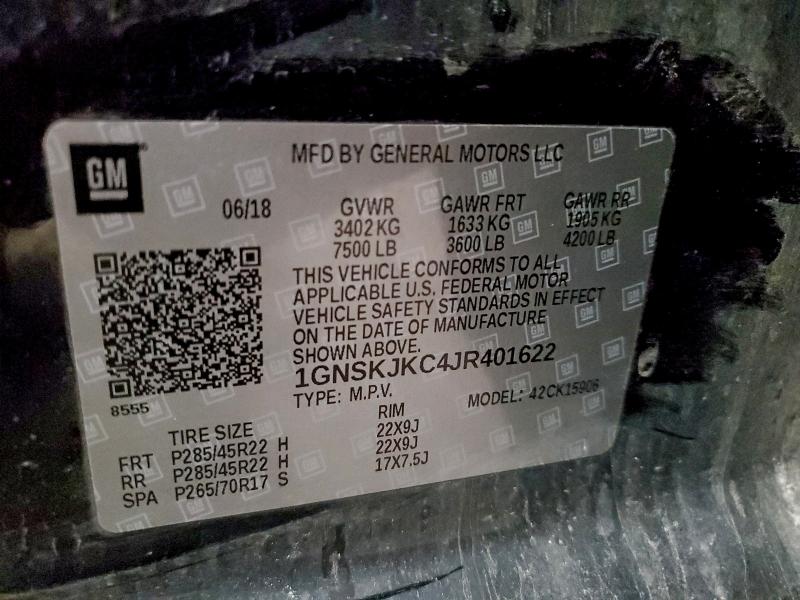 GM
MFD BY GENERAL MOTORS LLC
06/18 GVWR GAWR FRT GAWR RR
3402 KG 1633 KG 1905 KG
7500 LB 3600 LB 4200 LB
THIS VEHICLE CONFORMS TO ALL
APPLICABLE U.S. FEDERAL MOTOR
VEHICLE SAFETY STANDARDS IN EFFECT
ON THE DATE OF MANUFACTURE
SHOWN ABOVE.
1GNSKJKC4JR401622
8555
TYPE: M.P.V. MODEL: 42CK15906
TIRE SIZE RIM
FRT P285/45R22 H 22X9J
RR P285/45R22 H 22X9J
SPA P265/70R17 S 17X7.5J